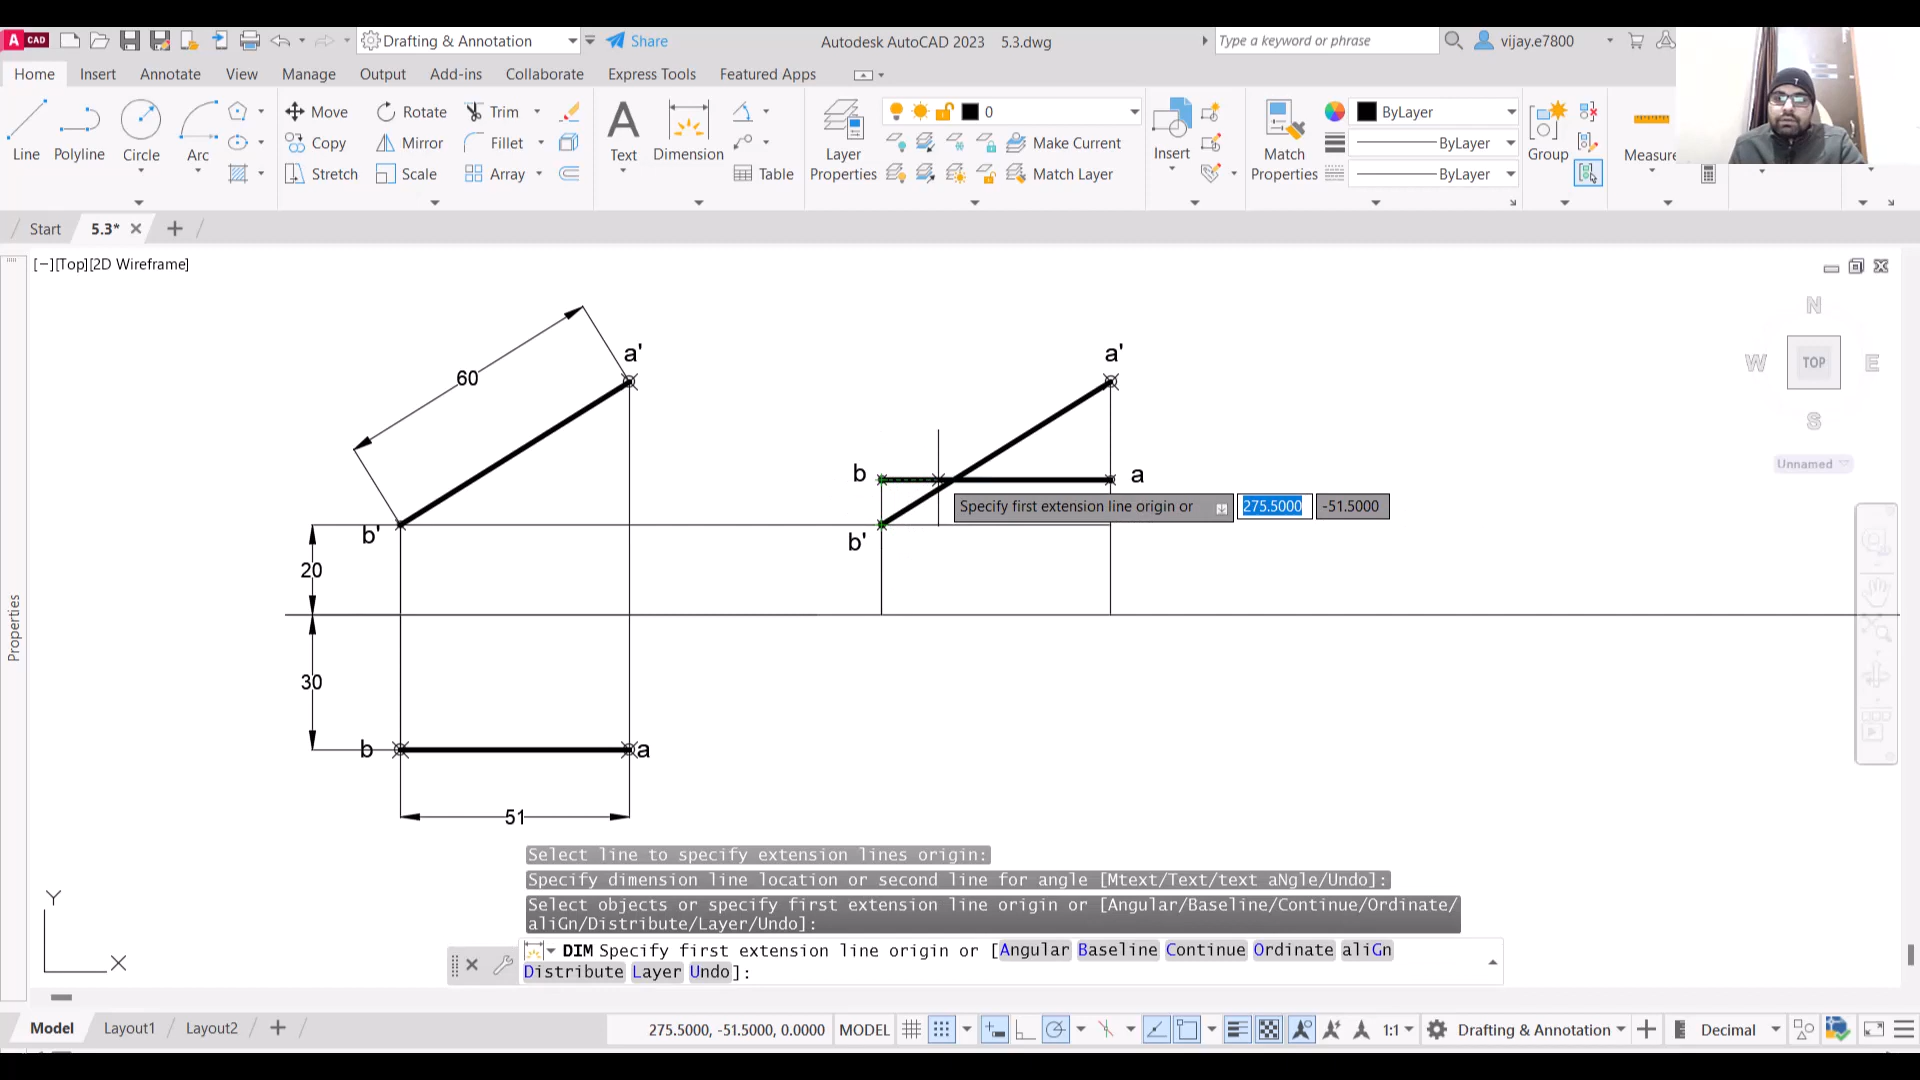 A CAD
Drafting & Annotation
Share
Autodesk AutoCAD 2023 5.3.dwg
Type a keyword or phrase
vijay.e7800
Home Insert Annotate View Manage Output Add-ins Collaborate Express Tools Featured Apps
Line Polyline Circle Arc
Move Rotate Trim
Copy Mirror Fillet
Stretch Scale Array
Text Dimension Table
Layer Properties
0
Make Current
Match Layer
Insert
Match Properties
ByLayer
ByLayer
ByLayer
Group
Measure
Start 5.3*
[−][Top][2D Wireframe]
N
W TOP E
S
Unnamed
Properties
60
a'
b'
20
30
b
a
51
a'
b
a
b'
Specify first extension line origin or 275.5000 -51.5000
Y
X
Select line to specify extension lines origin:
Specify dimension line location or second line for angle [Mtext/Text/text aNgle/Undo]:
Select objects or specify first extension line origin or [Angular/Baseline/Continue/Ordinate/
aliGn/Distribute/Layer/Undo]:
DIM Specify first extension line origin or [Angular Baseline Continue Ordinate aliGn
Distribute Layer Undo]:
Model Layout1 Layout2
275.5000, -51.5000, 0.0000 MODEL 1:1 Drafting & Annotation Decimal